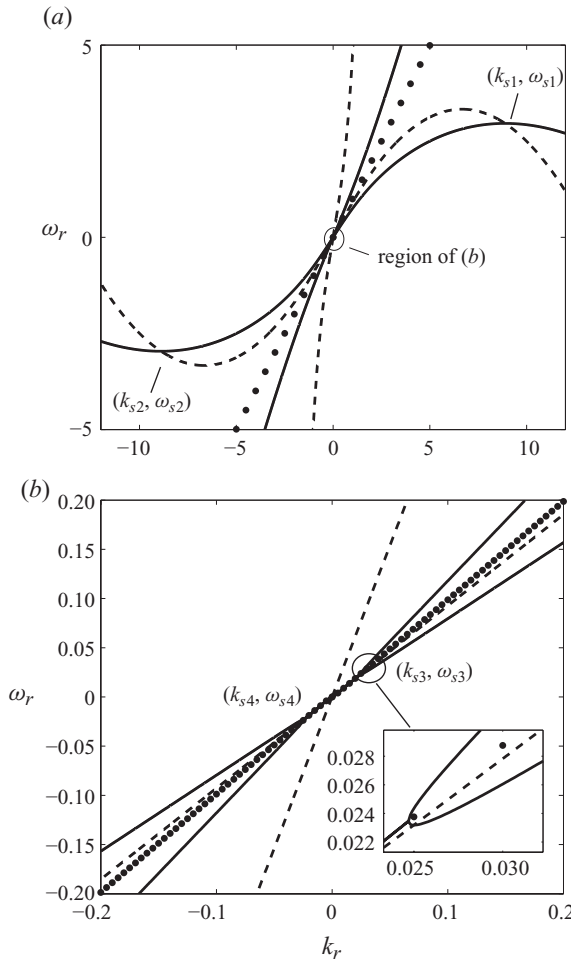 (a)
5
(k_{s1}, ω_{s1})
ω_r
0
region of (b)
(k_{s2}, ω_{s2})
−5
−10
−5
0
5
10
(b)
0.20
0.15
0.10
0.05
ω_r
0
(k_{s3}, ω_{s3})
(k_{s4}, ω_{s4})
−0.05
−0.10
−0.15
−0.20
0.028
0.026
0.024
0.022
0.025
0.030
−0.2
−0.1
0
0.1
0.2
k_r